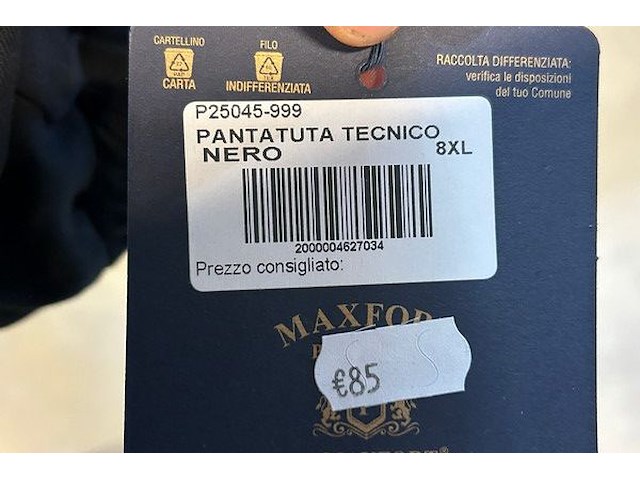 CARTELLINO
CARTA
FILO
INDIFFERENZIATA
RACCOLTA DIFFERENZIATA:
verifica le disposizioni
del tuo Comune
P25045-999
PANTATUTA TECNICO
NERO 8XL
2000004627034
Prezzo consigliato:
MAXFOR
€85